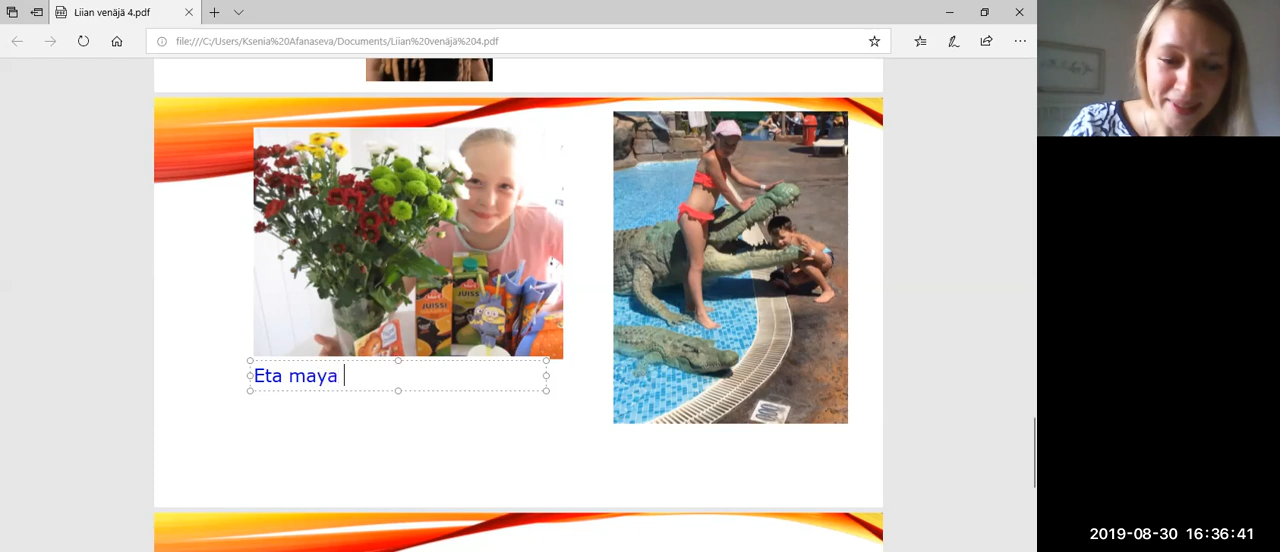 Liian venäjä 4.pdf
file:///C:/Users/Ksenia%20Afanaseva/Documents/Liian%20venäjä%204.pdf
JUISSI
JUISSI
Eta maya
2019-08-30 16:36:41